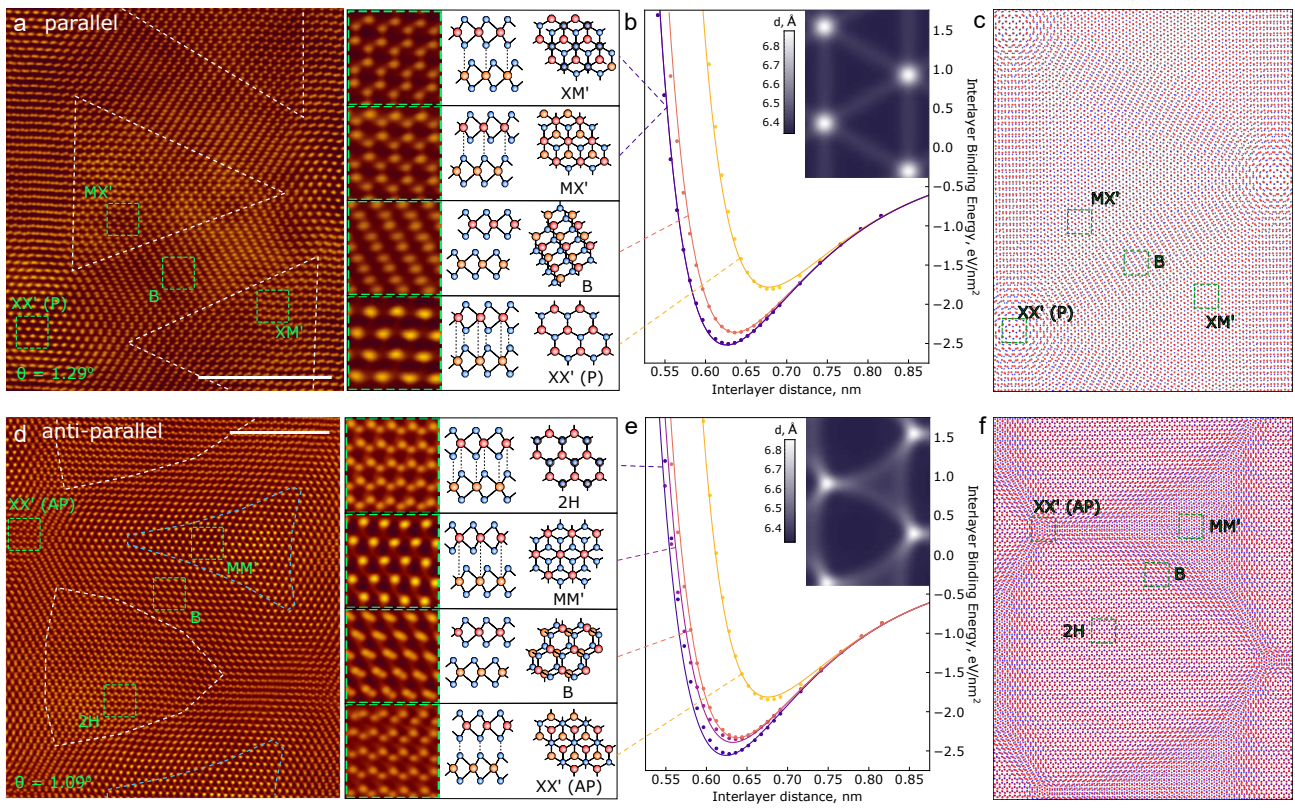 a parallel
MX'
B
XX' (P)
XM'
θ = 1.29°
XM'
MX'
B
XX' (P)
b
d, Å
6.8
6.7
6.6
6.5
6.4
1.5
1.0
0.5
0.0
−0.5
−1.0
−1.5
−2.0
−2.5
Interlayer Binding Energy, eV/nm²
0.55 0.60 0.65 0.70 0.75 0.80 0.85
Interlayer distance, nm
c
MX'
B
XM'
XX' (P)
d anti-parallel
XX' (AP)
MM'
B
2H
θ = 1.09°
2H
MM'
B
XX' (AP)
e
d, Å
6.8
6.7
6.6
6.5
6.4
1.5
1.0
0.5
0.0
−0.5
−1.0
−1.5
−2.0
−2.5
Interlayer Binding Energy, eV/nm²
0.55 0.60 0.65 0.70 0.75 0.80 0.85
Interlayer distance, nm
f
XX' (AP)
MM'
B
2H